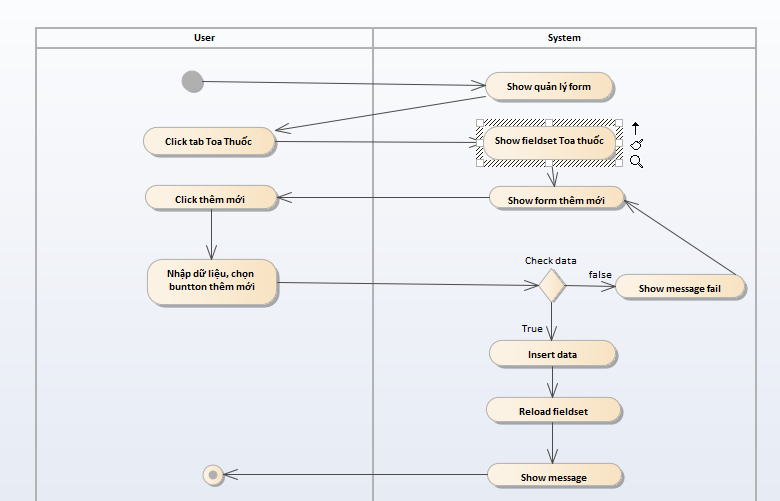 User
System
Show quản lý form
Click tab Toa Thuốc
Show fieldset Toa thuốc
Click thêm mới
Show form thêm mới
Nhập dữ liệu, chọn
buntton thêm mới
Check data
false
Show message fail
True
Insert data
Reload fieldset
Show message